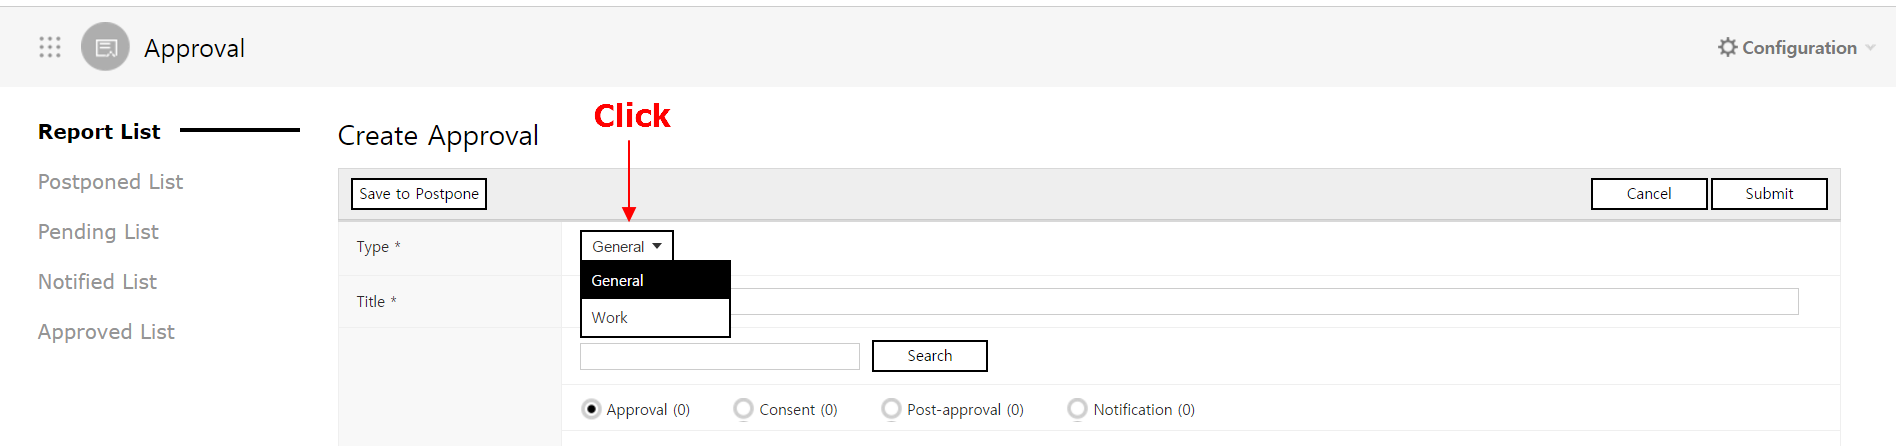 Approval
Configuration
Report List
Postponed List
Pending List
Notified List
Approved List
Click
Create Approval
Save to Postpone
Cancel
Submit
Type *
General
General
Work
Title *
Search
Approval (0)
Consent (0)
Post-approval (0)
Notification (0)